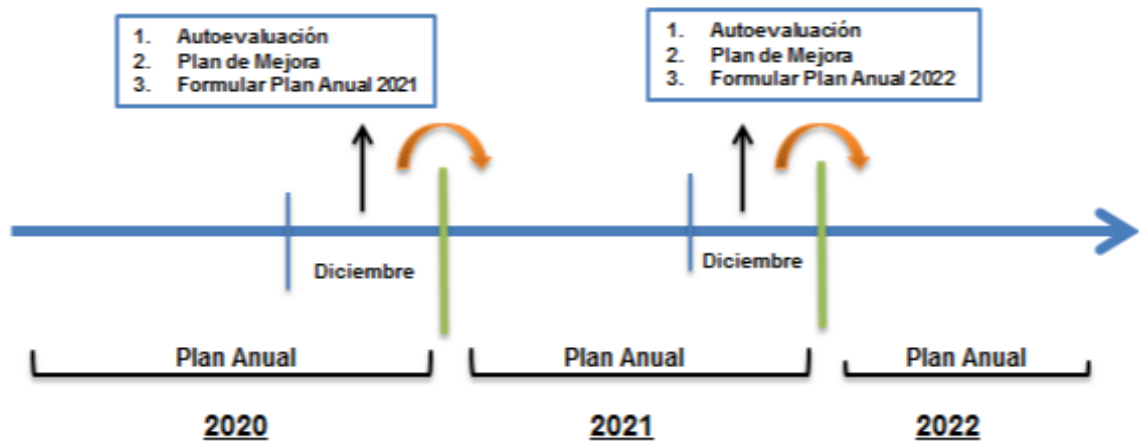 1. Autoevaluación
2. Plan de Mejora
3. Formular Plan Anual 2021
1. Autoevaluación
2. Plan de Mejora
3. Formular Plan Anual 2022
Diciembre
Diciembre
Plan Anual
Plan Anual
Plan Anual
2020
2021
2022